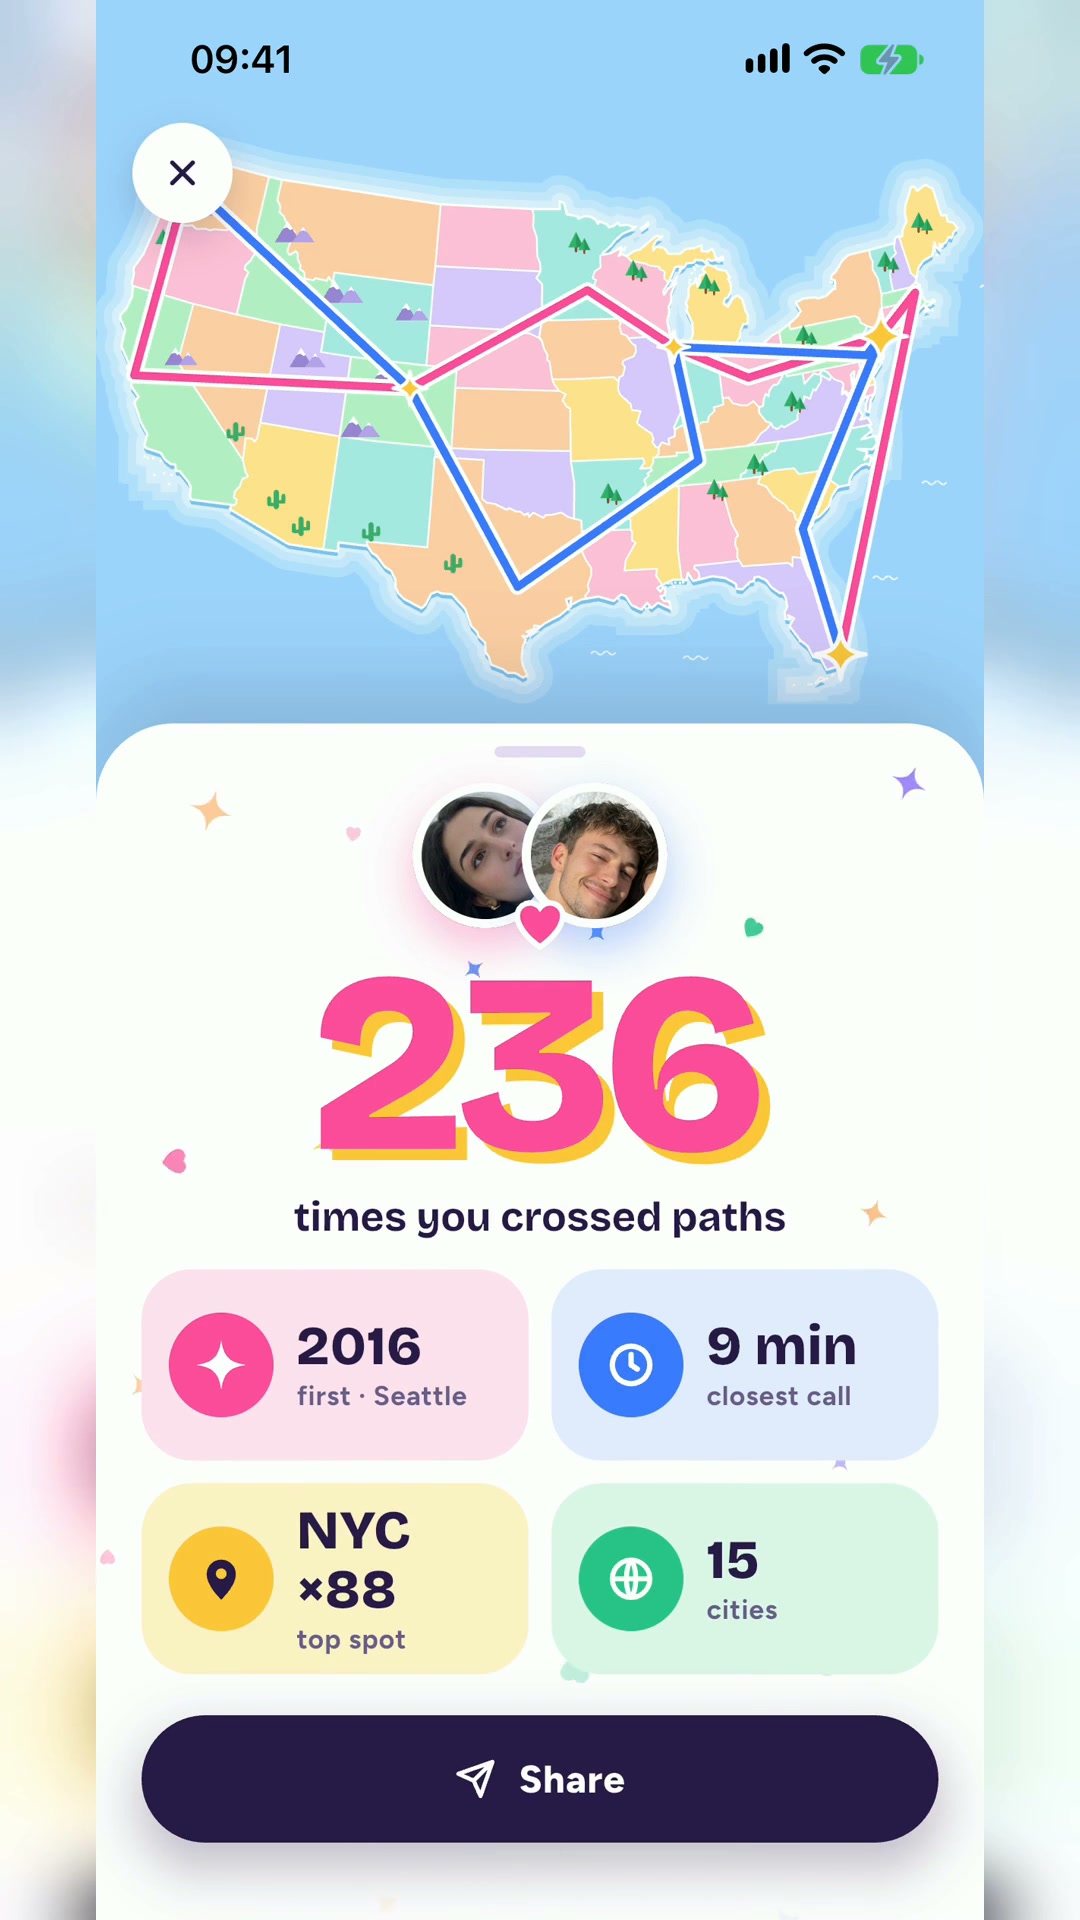 09:41
236
times you crossed paths
2016
first · Seattle
9 min
closest call
NYC
×88
top spot
15
cities
Share